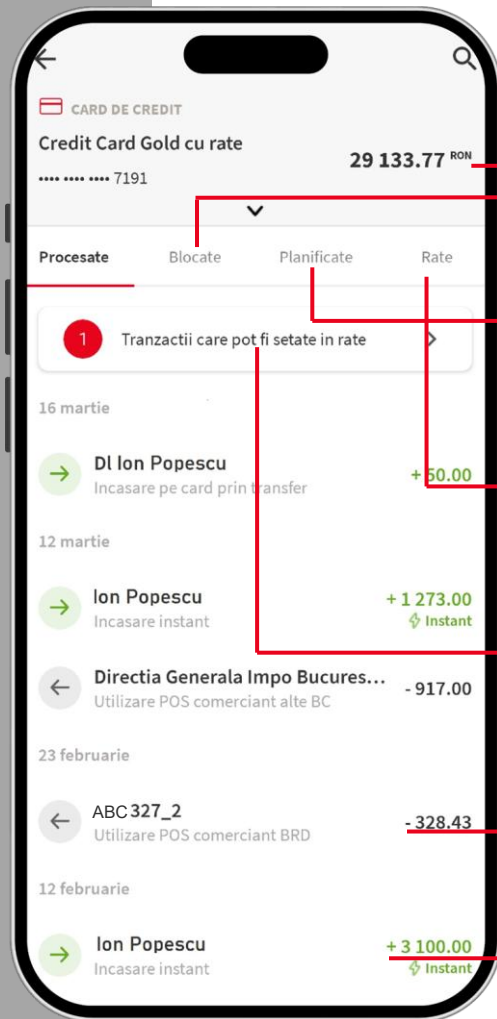 CARD DE CREDIT
Credit Card Gold cu rate
29 133.77 RON
•••• •••• •••• 7191
Procesate Blocate Planificate Rate
1 Tranzactii care pot fi setate in rate
16 martie
Dl Ion Popescu
+ 50.00
Incasare pe card prin transfer
12 martie
Ion Popescu
+ 1 273.00
Incasare instant
Instant
Directia Generala Impo Bucures...
- 917.00
Utilizare POS comerciant alte BC
23 februarie
ABC 327_2
- 328.43
Utilizare POS comerciant BRD
12 februarie
Ion Popescu
+ 3 100.00
Incasare instant
Instant